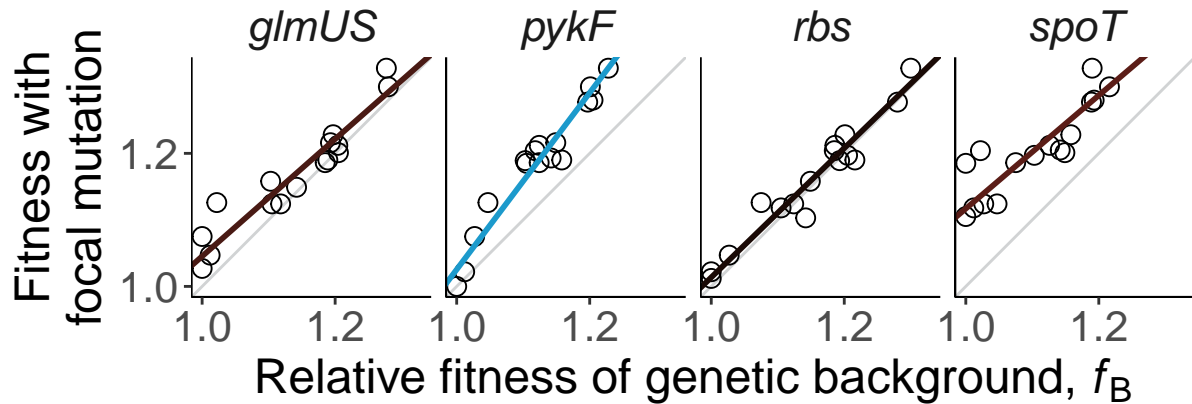 glmUS pykF rbs spoT
Fitness with
focal mutation
1.2
1.0
1.0 1.2 1.0 1.2 1.0 1.2 1.0 1.2
Relative fitness of genetic background, fB